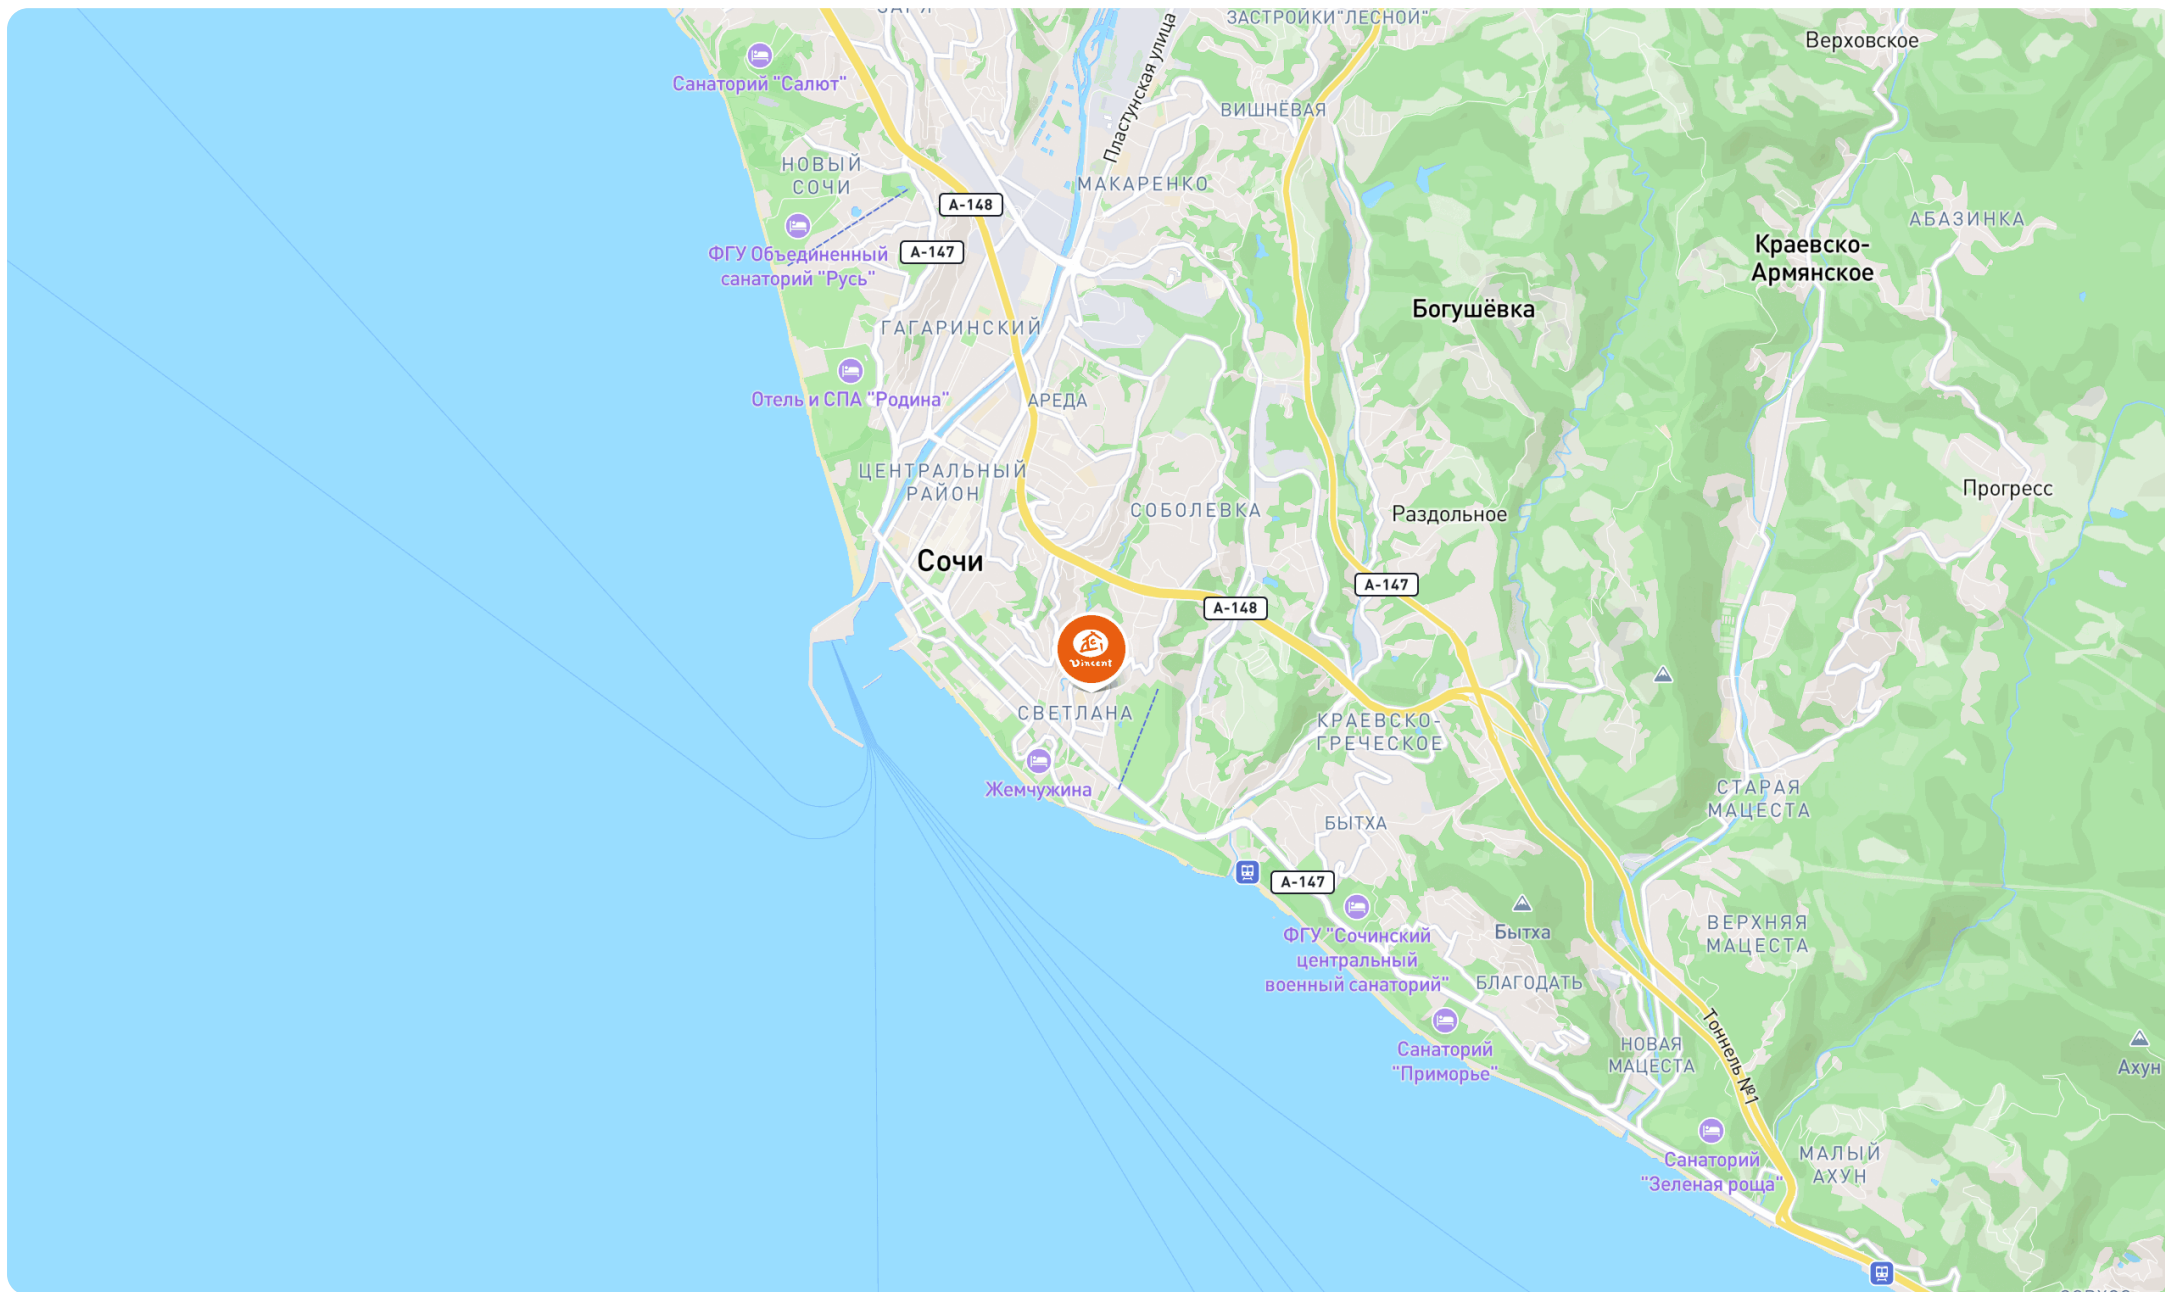 ЗАРЯ
ЗАСТРОЙКИ"ЛЕСНОЙ"
Верховское
Санаторий "Салют"
Пластунская улица
ВИШНЁВАЯ
НОВЫЙ
СОЧИ
МАКАРЕНКО
А-148
АБАЗИНКА
ФГУ Объединенный
санаторий "Русь"
А-147
Краевско-
Армянское
Богушёвка
ГАГАРИНСКИЙ
Отель и СПА "Родина"
АРЕДА
ЦЕНТРАЛЬНЫЙ
РАЙОН
СОБОЛЕВКА
Раздольное
Прогресс
Сочи
А-147
А-148
Vincent
СВЕТЛАНА
КРАЕВСКО-
ГРЕЧЕСКОЕ
Жемчужина
СТАРАЯ
МАЦЕСТА
БЫТХА
А-147
ФГУ "Сочинский
центральный
военный санаторий"
Бытха
ВЕРХНЯЯ
МАЦЕСТА
БЛАГОДАТЬ
Санаторий
"Приморье"
НОВАЯ
МАЦЕСТА
Тоннель №1
Ахун
Санаторий
"Зеленая роща"
МАЛЫЙ
АХУН